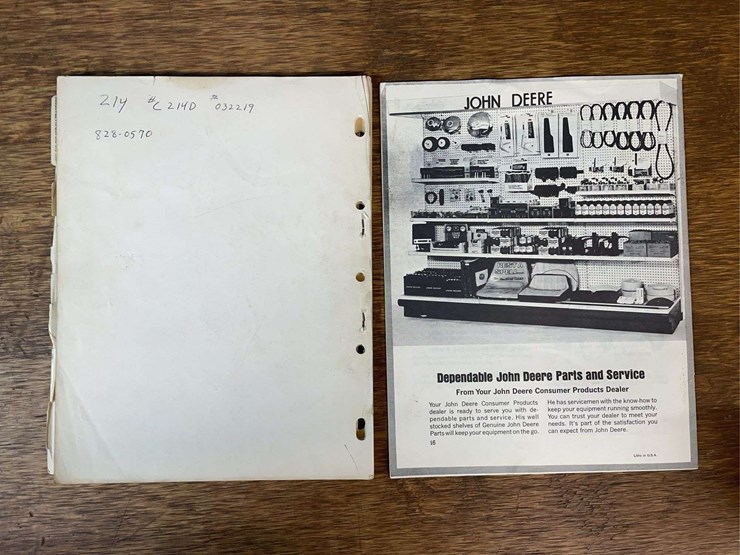 214 # C 214D 032219
828-0570
JOHN DEERE
REST A SPELL
Dependable John Deere Parts and Service
From Your John Deere Consumer Products Dealer
Your John Deere Consumer Products
dealer is ready to serve you with de-
pendable parts and service. His well
stocked shelves of Genuine John Deere
Parts will keep your equipment on the go.
He has servicemen with the know-how to
keep your equipment running smoothly.
You can trust your dealer to meet your
needs. It's part of the satisfaction you
can expect from John Deere.
16
Litho in U.S.A.